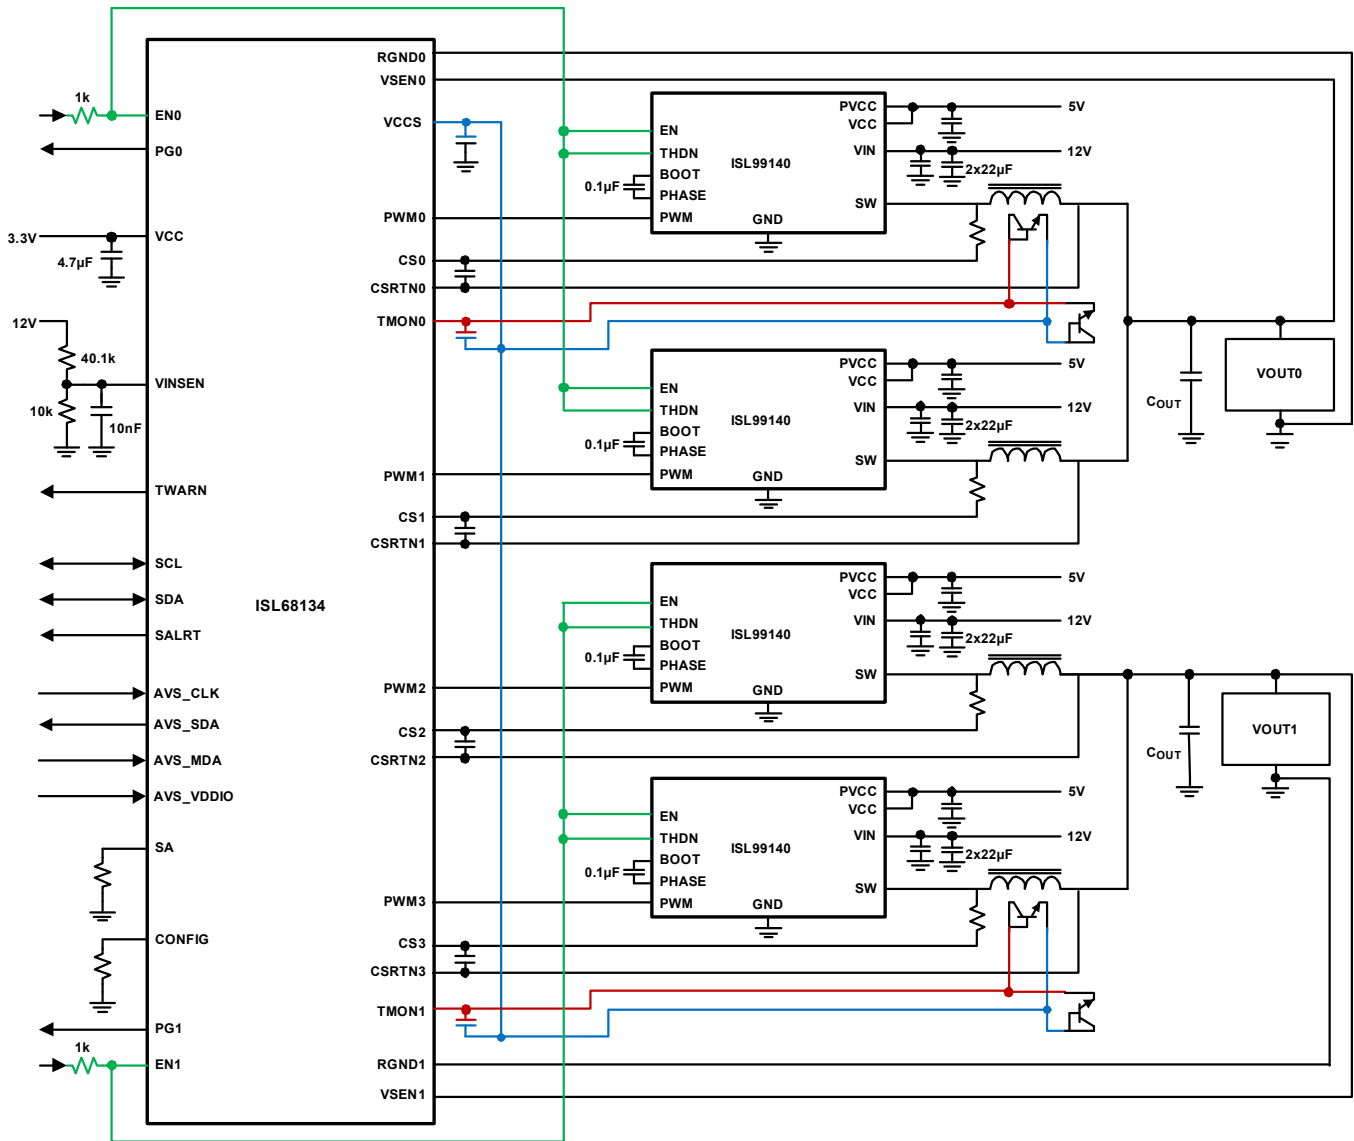 1k
EN0
PG0
3.3V
VCC
4.7µF
12V
40.1k
VINSEN
10k
10nF
TWARN
SCL
SDA
SALRT
AVS_CLK
AVS_SDA
AVS_MDA
AVS_VDDIO
SA
CONFIG
PG1
1k
EN1
ISL68134
RGND0
VSEN0
VCCS
PWM0
CS0
CSRTN0
TMON0
PWM1
CS1
CSRTN1
PWM2
CS2
CSRTN2
PWM3
CS3
CSRTN3
TMON1
RGND1
VSEN1
EN
THDN
BOOT
PHASE
PWM
0.1µF
ISL99140
GND
PVCC
VCC
VIN
SW
5V
12V
2x22µF
EN
THDN
BOOT
PHASE
PWM
0.1µF
ISL99140
GND
PVCC
VCC
VIN
SW
5V
12V
2x22µF
COUT
VOUT0
EN
THDN
BOOT
PHASE
PWM
0.1µF
ISL99140
GND
PVCC
VCC
VIN
SW
5V
12V
2x22µF
EN
THDN
BOOT
PHASE
PWM
0.1µF
ISL99140
GND
PVCC
VCC
VIN
SW
5V
12V
2x22µF
COUT
VOUT1